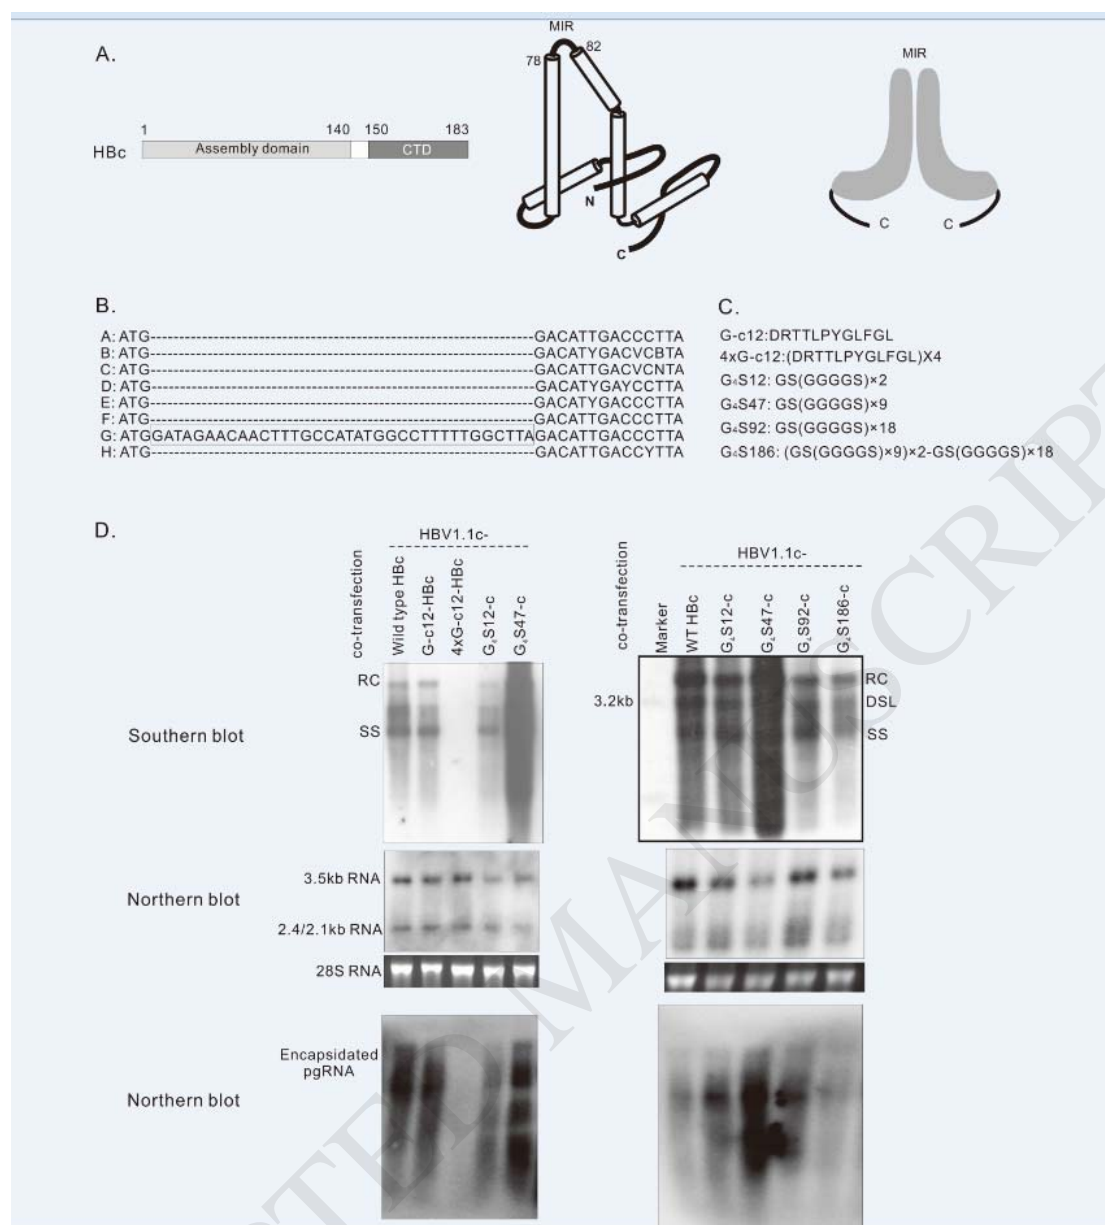 A.
MIR
78
82
MIR
1 140 150 183
HBc Assembly domain CTD
N
C
C C
B.
A: ATG--------------------------------------GACATTGACCCTTA
B: ATG--------------------------------------GACATYGACVCBTA
C: ATG--------------------------------------GACATTGACVCNTA
D: ATG--------------------------------------GACATYGAYCCTTA
E: ATG--------------------------------------GACATYGACCCTTA
F: ATG--------------------------------------GACATTGACCCTTA
G: ATGGATAGAACAACTTTGCCATATGGCCTTTTTGGCTTAGACATTGACCCTTA
H: ATG--------------------------------------GACATTGACCYTTA
C.
G-c12:DRTTLPYGLFGL
4xG-c12:(DRTTLPYGLFGL)X4
G₄S12: GS(GGGGS)×2
G₄S47: GS(GGGGS)×9
G₄S92: GS(GGGGS)×18
G₄S186: (GS(GGGGS)×9)×2-GS(GGGGS)×18
D.
HBV1.1c-
co-transfection
Wild type HBc
G-c12-HBc
4xG-c12-HBc
G₄S12-c
G₄S47-c
HBV1.1c-
co-transfection
Marker
WT HBc
G₄S12-c
G₄S47-c
G₄S92-c
G₄S186-c
Southern blot
RC
SS
3.2kb
RC
DSL
SS
Northern blot
3.5kb RNA
2.4/2.1kb RNA
28S RNA
Northern blot
Encapsidated
pgRNA
TED MANUSCRIPT